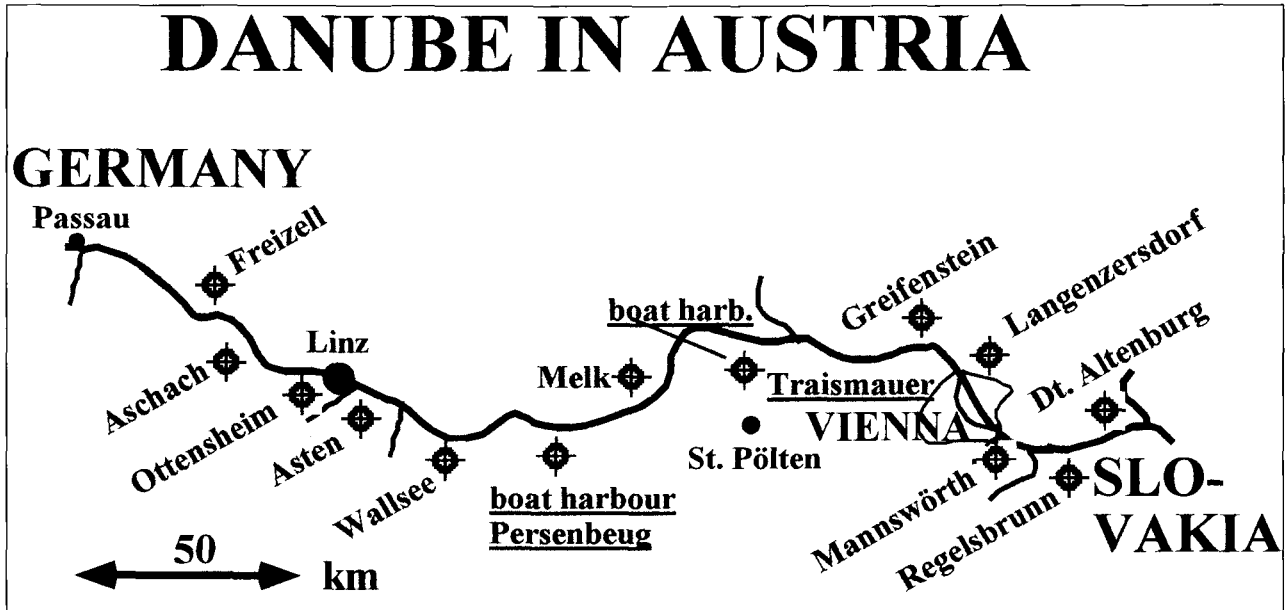 DANUBE IN AUSTRIA
GERMANY
Passau
Freizell
Aschach
Linz
Ottensheim
Asten
Wallsee
boat harbour
Persenbeug
Melk
boat harb.
Traismauer
St. Pölten
VIENNA
Greifenstein
Langenzersdorf
Dt. Altenburg
Mannswörth
Regelsbrunn
SLO-
VAKIA
50
km